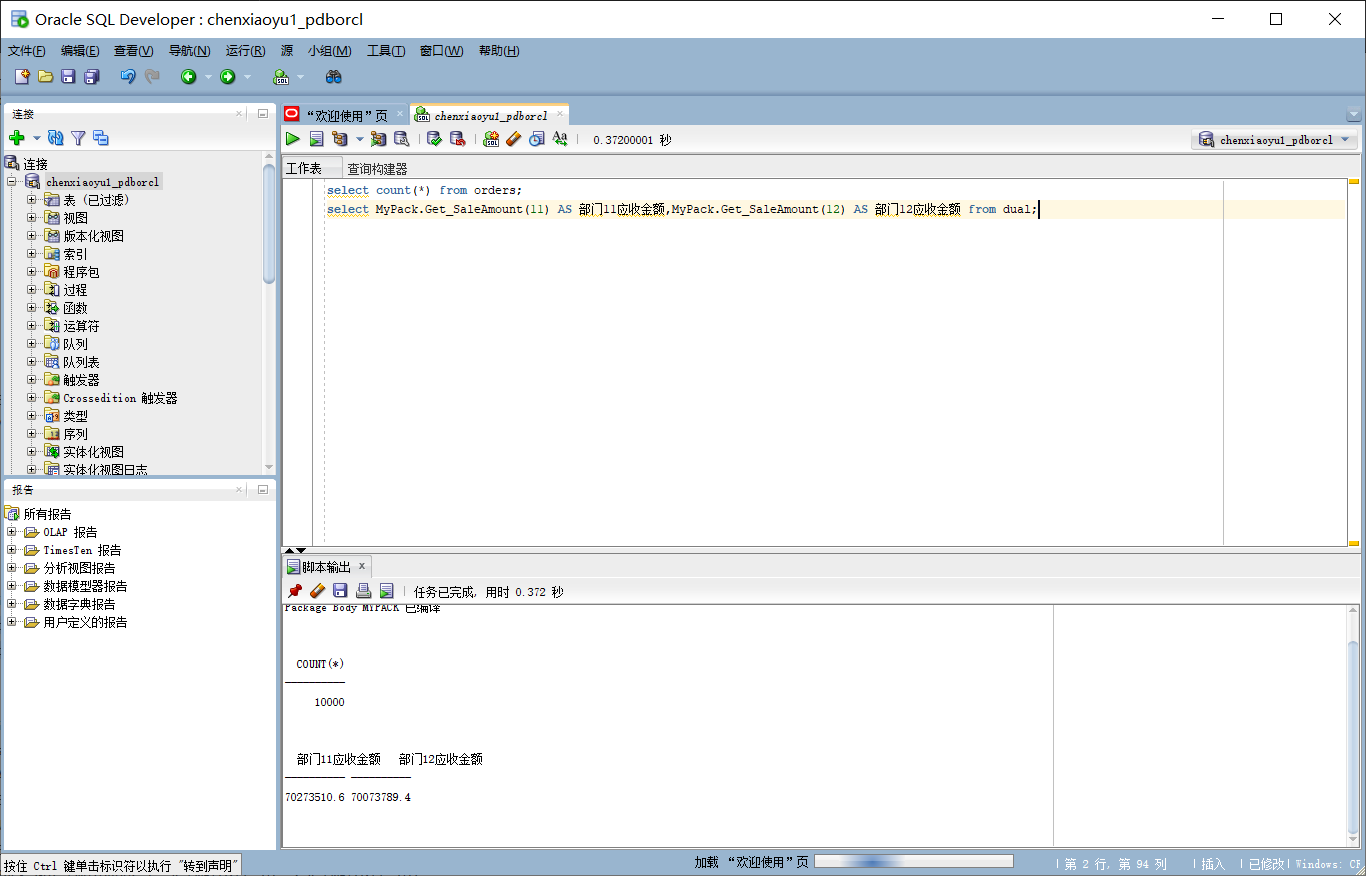 Oracle SQL Developer : chenxiaoyu1_pdborcl
文件(F) 编辑(E) 查看(V) 导航(N) 运行(R) 源 小组(M) 工具(T) 窗口(W) 帮助(H)
连接
连接
chenxiaoyu1_pdborcl
表 (已过滤)
视图
版本化视图
索引
程序包
过程
函数
运算符
队列
队列表
触发器
Crossedition 触发器
类型
序列
实体化视图
实体化视图日志
报告
所有报告
OLAP 报告
TimesTen 报告
分析视图报告
数据模型器报告
数据字典报告
用户定义的报告
“欢迎使用”页 chenxiaoyu1_pdborcl
0.37200001 秒 chenxiaoyu1_pdborcl
工作表 查询构建器
select count(*) from orders;
select MyPack.Get_SaleAmount(11) AS 部门11应收金额,MyPack.Get_SaleAmount(12) AS 部门12应收金额 from dual;
脚本输出 x
任务已完成, 用时 0.372 秒
Package Body MYPACK 已编译
COUNT(*)
----------
10000
部门11应收金额 部门12应收金额
---------- ----------
70273510.6 70073789.4
按住 Ctrl 键单击标识符以执行 "转到声明" 加载 “欢迎使用”页 | 第 2 行, 第 94 列 | 插入 | 已修改 | Windows: CR